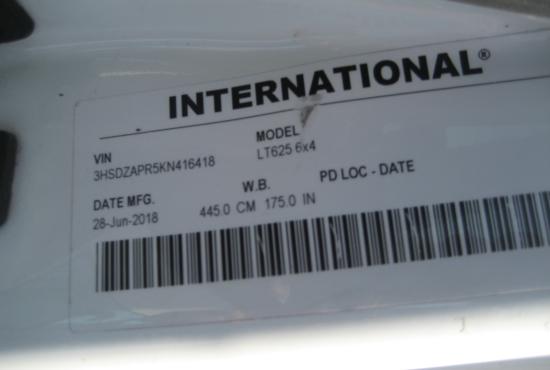 INTERNATIONAL®
VIN MODEL
3HSDZAPR5KN416418 LT625 6x4
DATE MFG. W.B. PD LOC - DATE
28-Jun-2018 445.0 CM 175.0 IN